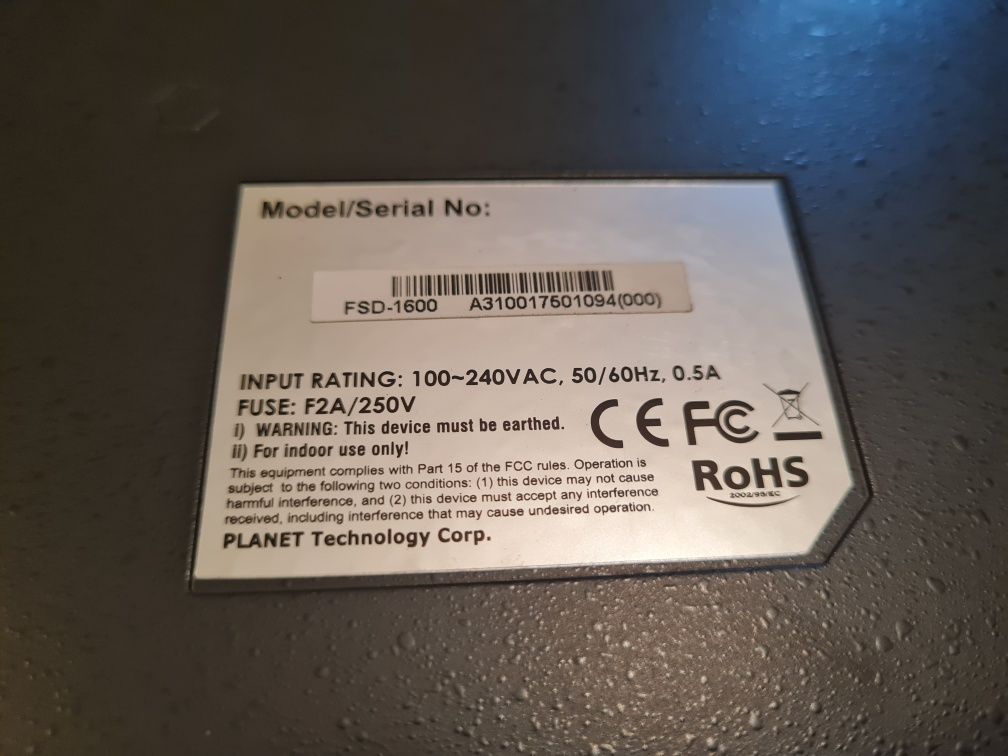 Model/Serial No:
FSD-1600 A310017501094(000)
INPUT RATING: 100~240VAC, 50/60Hz, 0.5A
FUSE: F2A/250V
i) WARNING: This device must be earthed.
ii) For indoor use only!
CE FC
This equipment complies with Part 15 of the FCC rules. Operation is
subject to the following two conditions: (1) this device may not cause
harmful interference, and (2) this device must accept any interference
received, including interference that may cause undesired operation.
RoHS
2002/95/EC
PLANET Technology Corp.